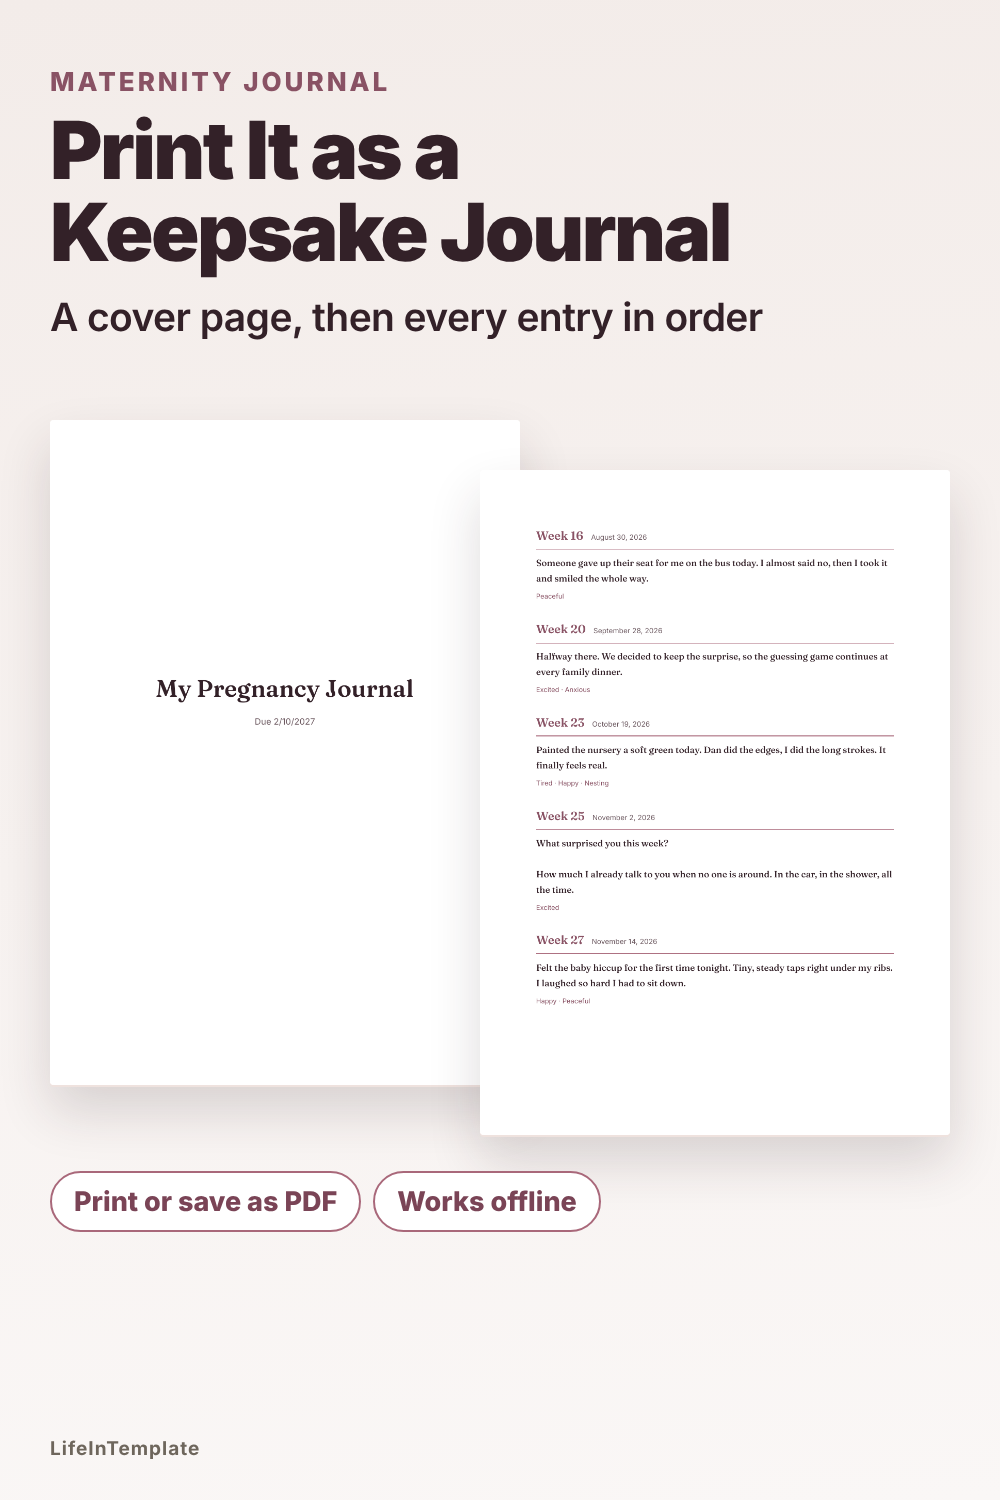 MATERNITY JOURNAL
Print It as a
Keepsake Journal
A cover page, then every entry in order
My Pregnancy Journal
Due 2/10/2027
Week 16 August 30, 2026
Someone gave up their seat for me on the bus today. I almost said no, then I took it
and smiled the whole way.
Peaceful
Week 20 September 28, 2026
Halfway there. We decided to keep the surprise, so the guessing game continues at
every family dinner.
Excited · Anxious
Week 23 October 19, 2026
Painted the nursery a soft green today. Dan did the edges, I did the long strokes. It
finally feels real.
Tired · Happy · Nesting
Week 25 November 2, 2026
What surprised you this week?
How much I already talk to you when no one is around. In the car, in the shower, all
the time.
Excited
Week 27 November 14, 2026
Felt the baby hiccup for the first time tonight. Tiny, steady taps right under my ribs.
I laughed so hard I had to sit down.
Happy · Peaceful
Print or save as PDF
Works offline
LifeInTemplate